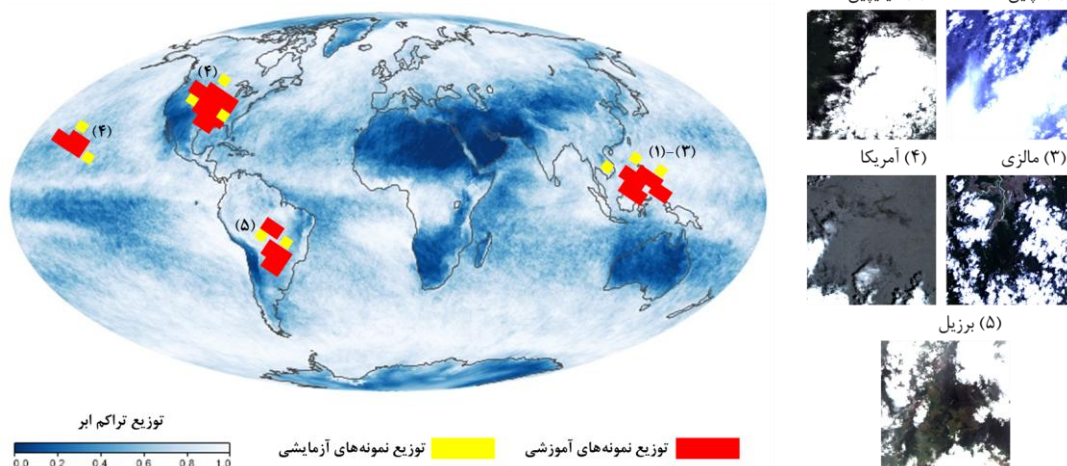 (۴)
(۴)
(۱)-(۳)
(۵)
(۴) آمریکا
(۳) مالزی
(۵) برزیل
توزیع تراکم ابر
0.0 0.2 0.4 0.6 0.8 1.0
توزیع نمونه‌های آزمایشی
توزیع نمونه‌های آموزشی